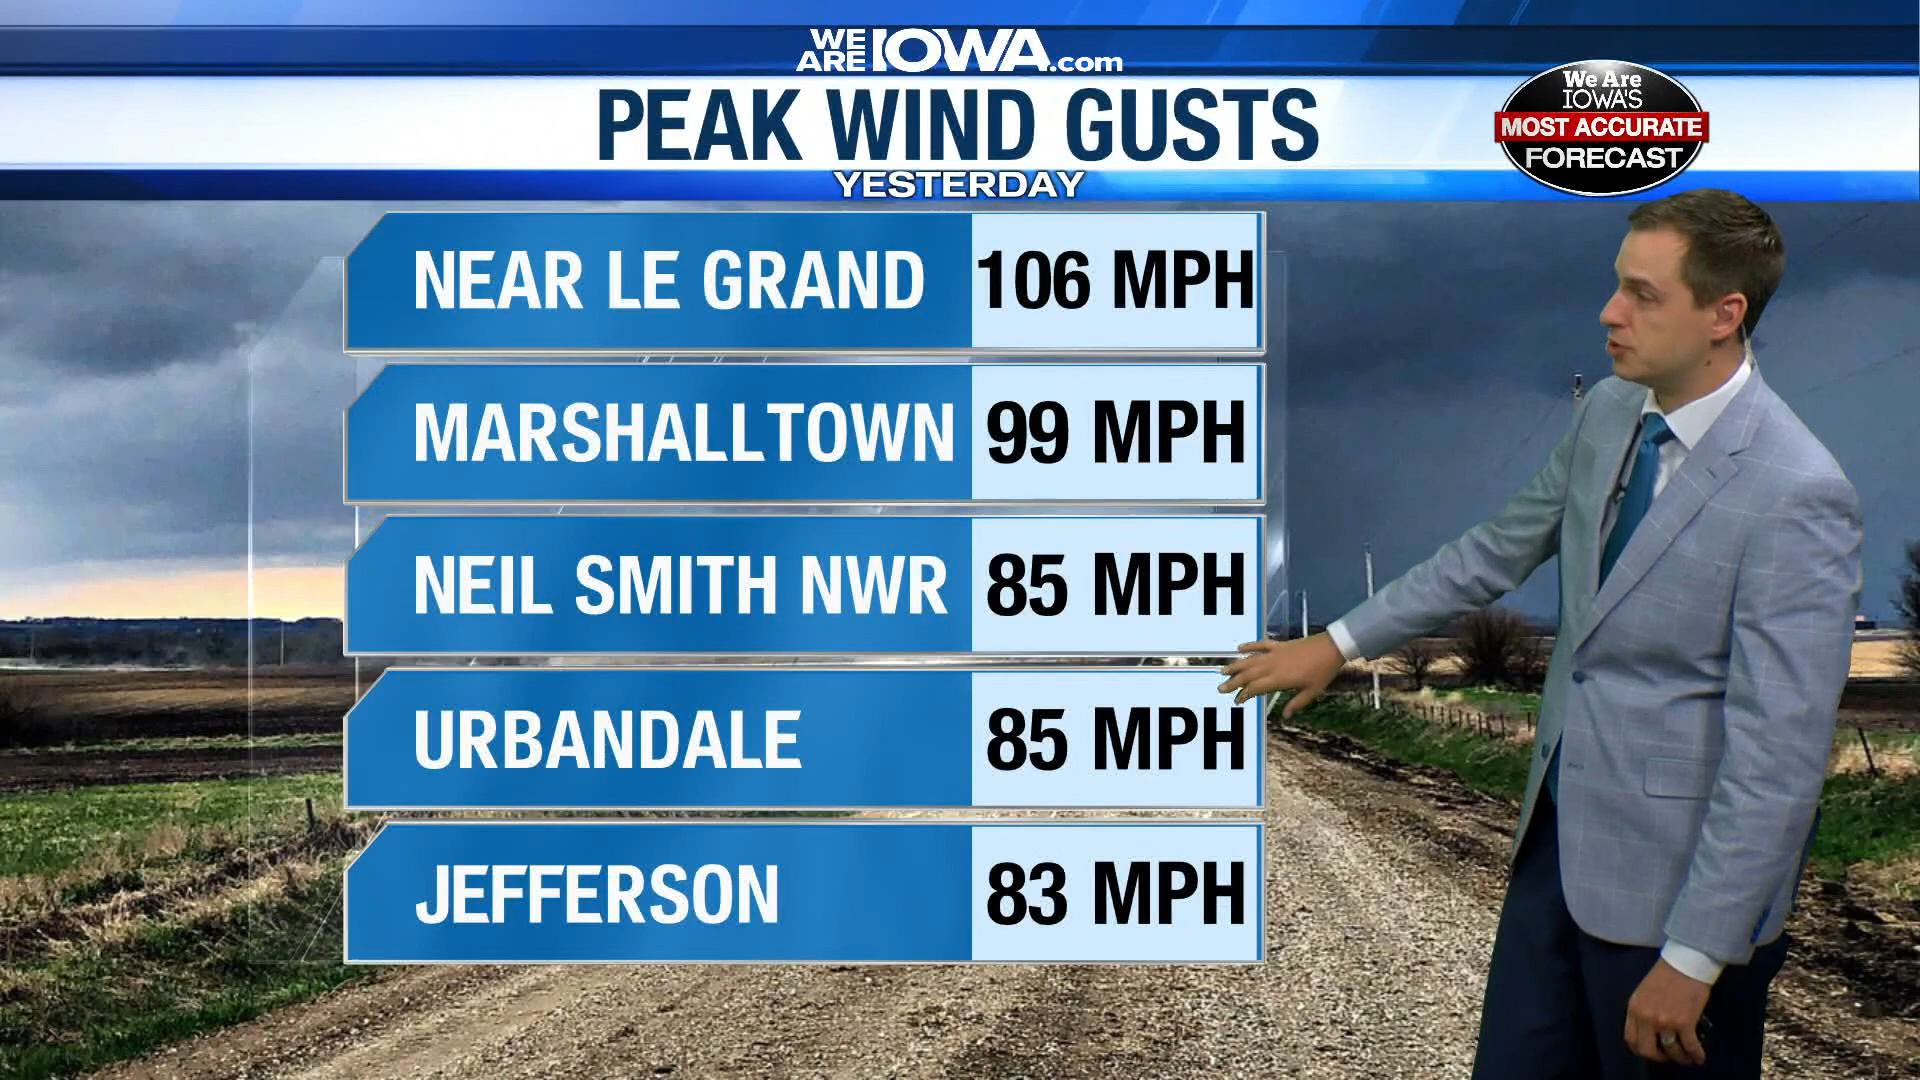 WE
ARE IOWA.com
PEAK WIND GUSTS
YESTERDAY
We Are
IOWA'S
MOST ACCURATE
FORECAST
NEAR LE GRAND 106 MPH
MARSHALLTOWN 99 MPH
NEIL SMITH NWR 85 MPH
URBANDALE 85 MPH
JEFFERSON 83 MPH